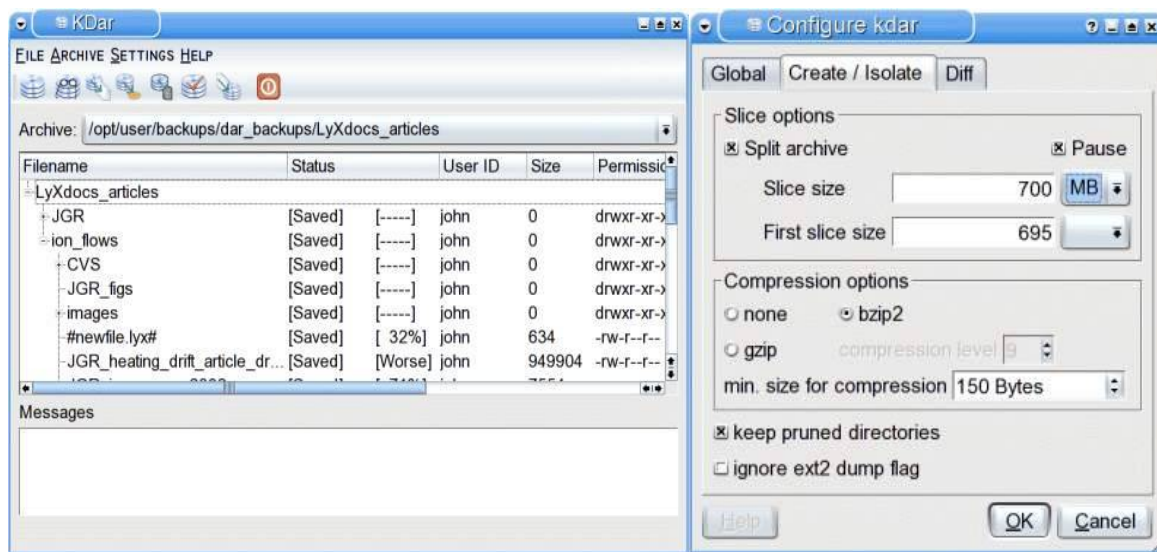 KDar
FILE ARCHIVE SETTINGS HELP
Archive: /opt/user/backups/dar_backups/LyXdocs_articles
Filename Status User ID Size Permissic
LyXdocs_articles
JGR [Saved] [-----] john 0 drwxr-xr-x
ion_flows [Saved] [-----] john 0 drwxr-xr-x
CVS [Saved] [-----] john 0 drwxr-xr-x
JGR_figs [Saved] [-----] john 0 drwxr-xr-x
images [Saved] [-----] john 0 drwxr-xr-x
#newfile.lyx# [Saved] [ 32%] john 634 -rw-r--r--
JGR_heating_drift_article_dr... [Saved] [Worse] john 949904 -rw-r--r--
Messages
Configure kdar
Global Create / Isolate Diff
Slice options
Split archive Pause
Slice size 700 MB
First slice size 695
Compression options
none bzip2
gzip compression level 9
min. size for compression 150 Bytes
keep pruned directories
ignore ext2 dump flag
Help OK Cancel